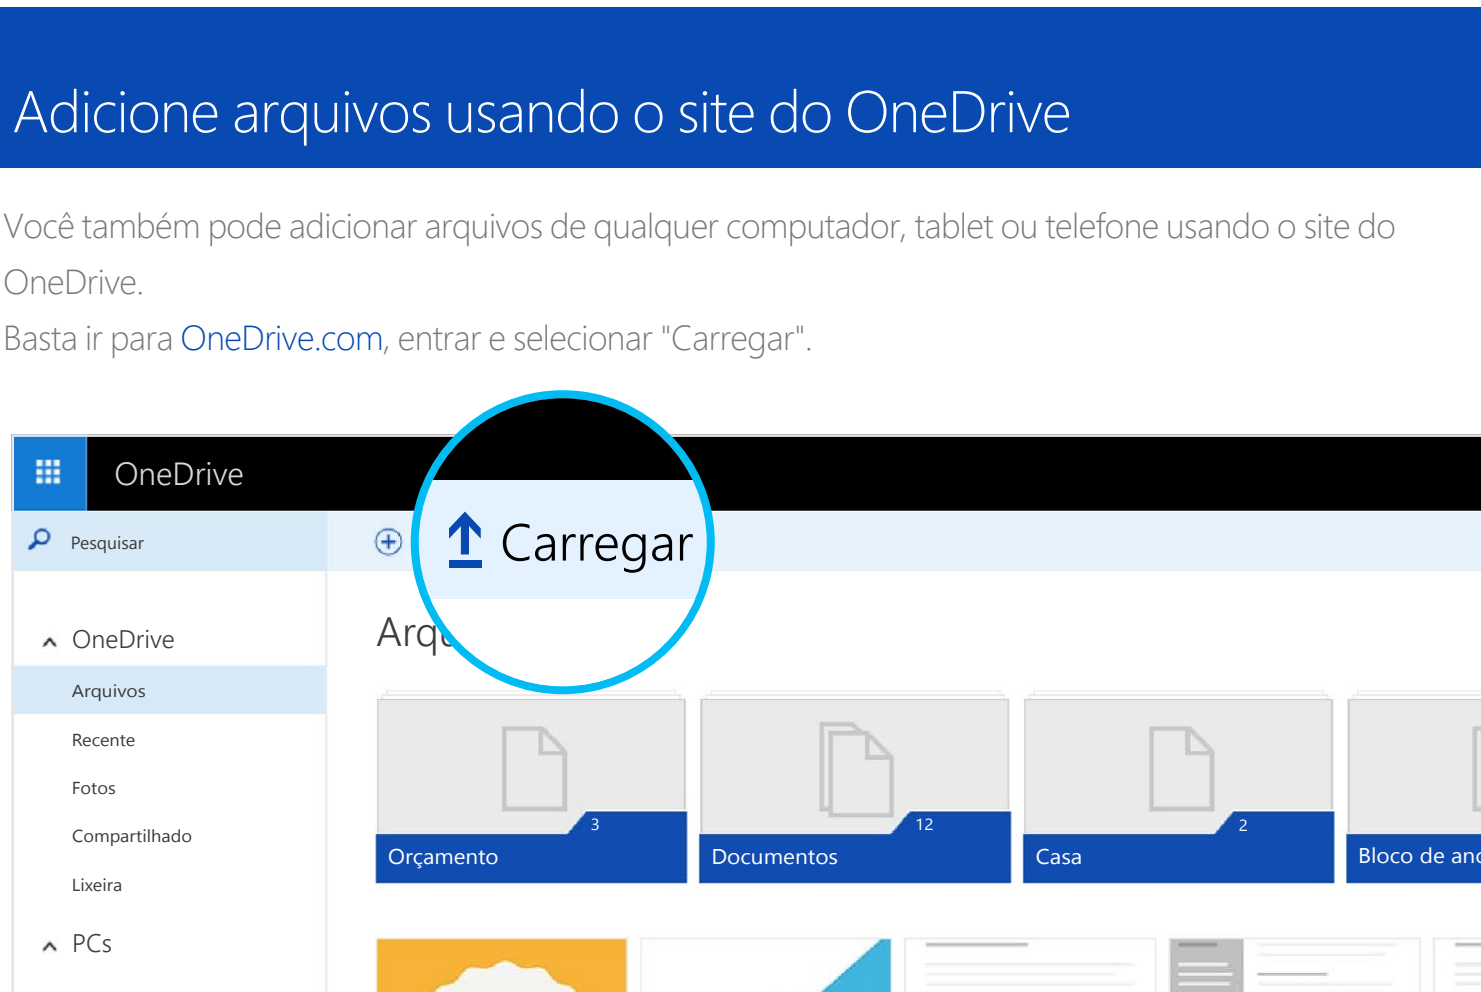 Adicione arquivos usando o site do OneDrive
Você também pode adicionar arquivos de qualquer computador, tablet ou telefone usando o site do
OneDrive.
Basta ir para OneDrive.com, entrar e selecionar "Carregar".
OneDrive
Pesquisar
Carregar
OneDrive
Arquivos
Recente
Fotos
Compartilhado
Lixeira
PCs
3
Orçamento
12
Documentos
2
Casa
Bloco de